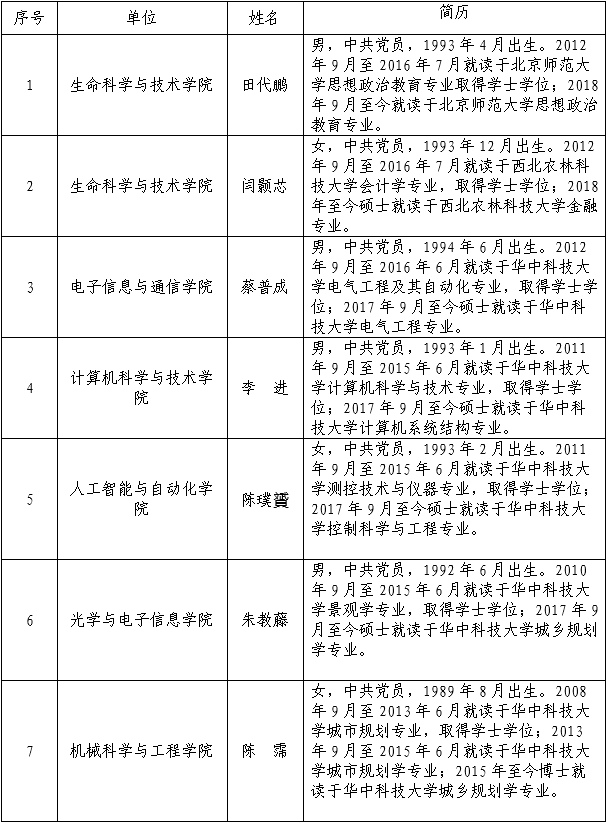 序号
单位
姓名
简历
1
生命科学与技术学院
田代鹏
男，中共党员，1993 年 4 月出生。2012
年 9 月至 2016 年 7 月就读于北京师范大
学思想政治教育专业取得学士学位；2018
年 9 月至今就读于北京师范大学思想政治
教育专业。
2
生命科学与技术学院
闫芯
女，中共党员，1993 年 12 月出生。2012
年 9 月至 2016 年 7 月就读于西北农林科
技大学会计学专业，取得学士学位；2018
年至今硕士就读于西北农林科技大学金融
专业。
3
电子信息与通信学院
蔡普成
男，中共党员，1994 年 6 月出生。2012
年 9 月至 2016 年 6 月就读于华中科技大
学电气工程及其自动化专业，取得学士学
位；2017 年 9 月至今硕士就读于华中科
技大学电气工程专业。
4
计算机科学与技术学
院
李 进
男，中共党员，1993 年 1 月出生。2011
年 9 月至 2015 年 6 月就读于华中科技大
学计算机科学与技术专业，取得学士学
位；2017 年 9 月至今硕士就读于华中科
技大学计算机系统结构专业。
5
人工智能与自动化学
院
陈璞
女，中共党员，1993 年 2 月出生。2011
年 9 月至 2015 年 6 月就读于华中科技大
学测控技术与仪器专业，取得学士学位；
2017 年 9 月至今硕士就读于华中科技大
学控制科学与工程专业。
6
光学与电子信息学院
朱教藤
男，中共党员，1992 年 6 月出生。2010
年 9 月至 2015 年 6 月就读于华中科技大
学景观学专业，取得学士学位；2017 年 9
月至今硕士就读于华中科技大学城乡规划
学专业。
7
机械科学与工程学院
陈
女，中共党员，1989 年 8 月出生。2008
年 9 月至 2013 年 6 月就读于华中科技大
学城市规划专业，取得学士学位；2013
年 9 月至 2015 年 6 月就读于华中科技大
学城市规划学专业；2015 年至今博士就
读于华中科技大学城乡规划学专业。